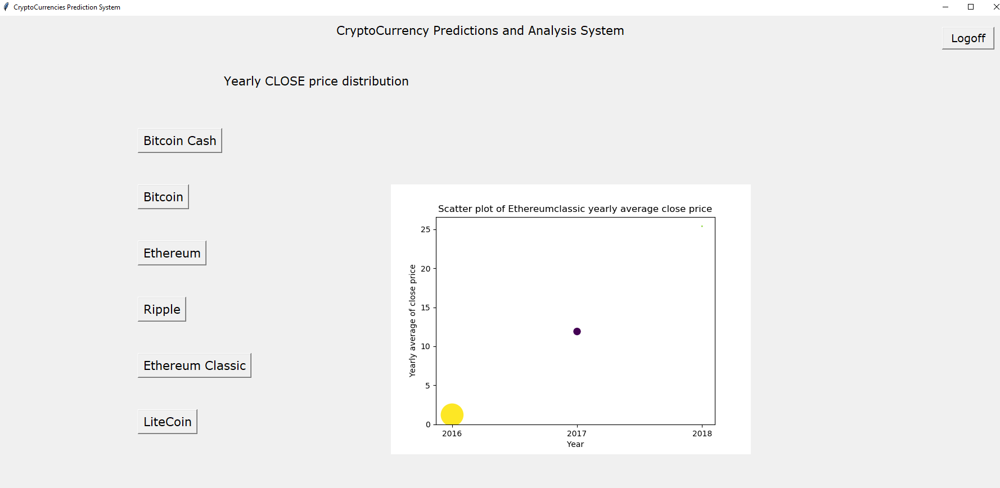 CryptoCurrencies Prediction System
CryptoCurrency Predictions and Analysis System
Logoff
Yearly CLOSE price distribution
Bitcoin Cash
Bitcoin
Ethereum
Ripple
Ethereum Classic
LiteCoin
Scatter plot of Ethereumclassic yearly average close price
Yearly average of close price
25
20
15
10
5
0
2016 2017 2018
Year